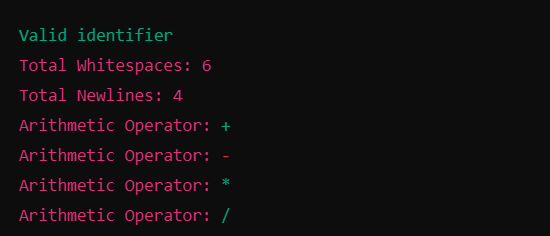 Valid identifier
Total Whitespaces: 6
Total Newlines: 4
Arithmetic Operator: +
Arithmetic Operator: -
Arithmetic Operator: *
Arithmetic Operator: /